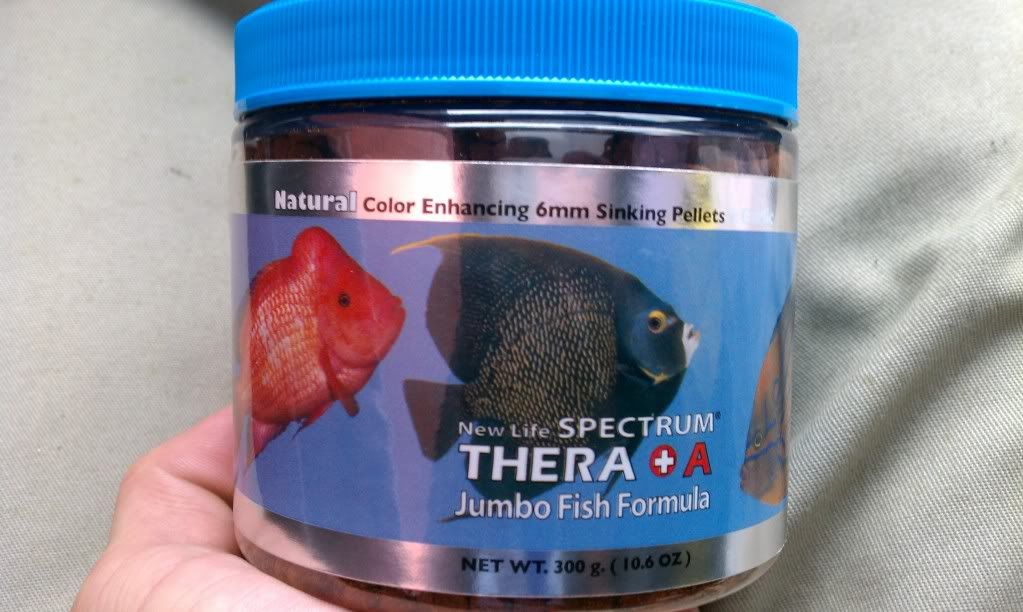 Natural Color Enhancing 6mm Sinking Pellets
New Life SPECTRUM®
THERA +A
Jumbo Fish Formula
NET WT. 300 g. ( 10.6 OZ )